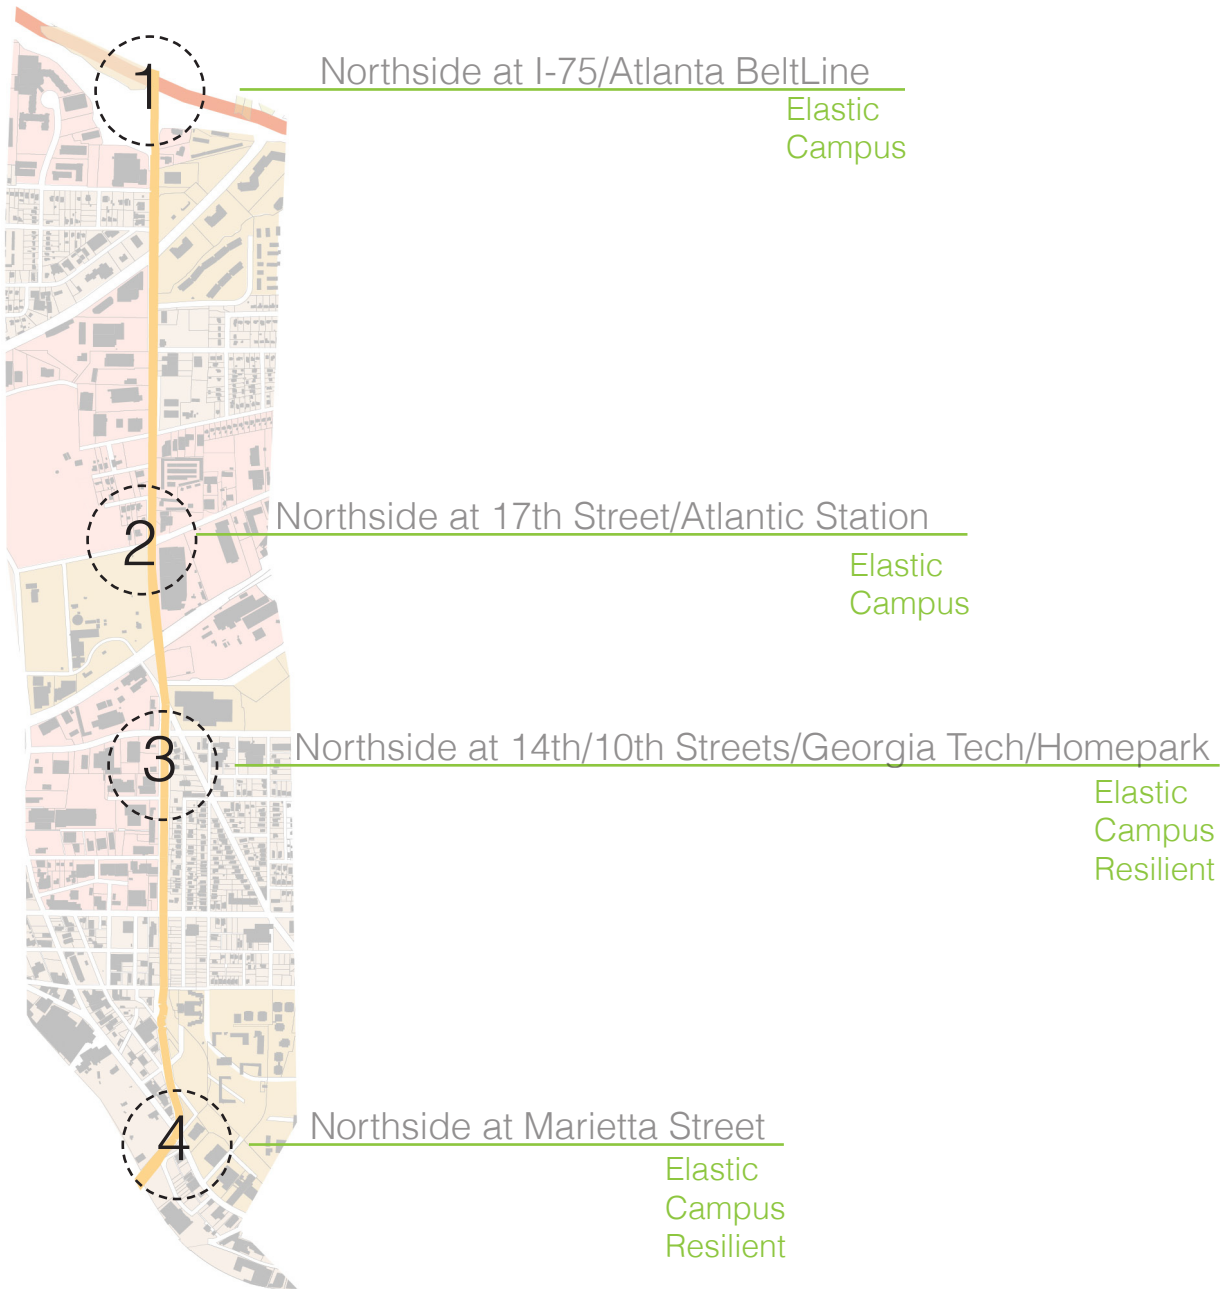 1
Northside at I-75/Atlanta BeltLine
Elastic
Campus
2
Northside at 17th Street/Atlantic Station
Elastic
Campus
3
Northside at 14th/10th Streets/Georgia Tech/Homepark
Elastic
Campus
Resilient
4
Northside at Marietta Street
Elastic
Campus
Resilient